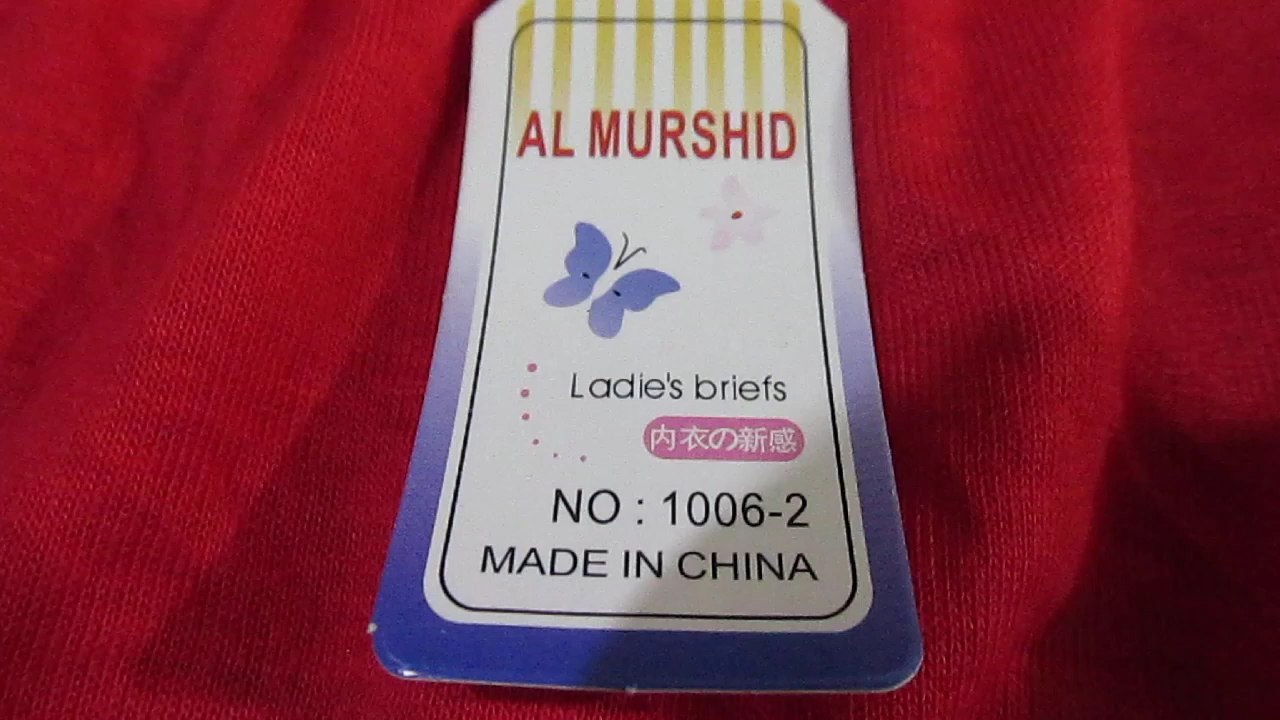 AL MURSHID
Ladie's briefs
内衣の新感
NO : 1006-2
MADE IN CHINA